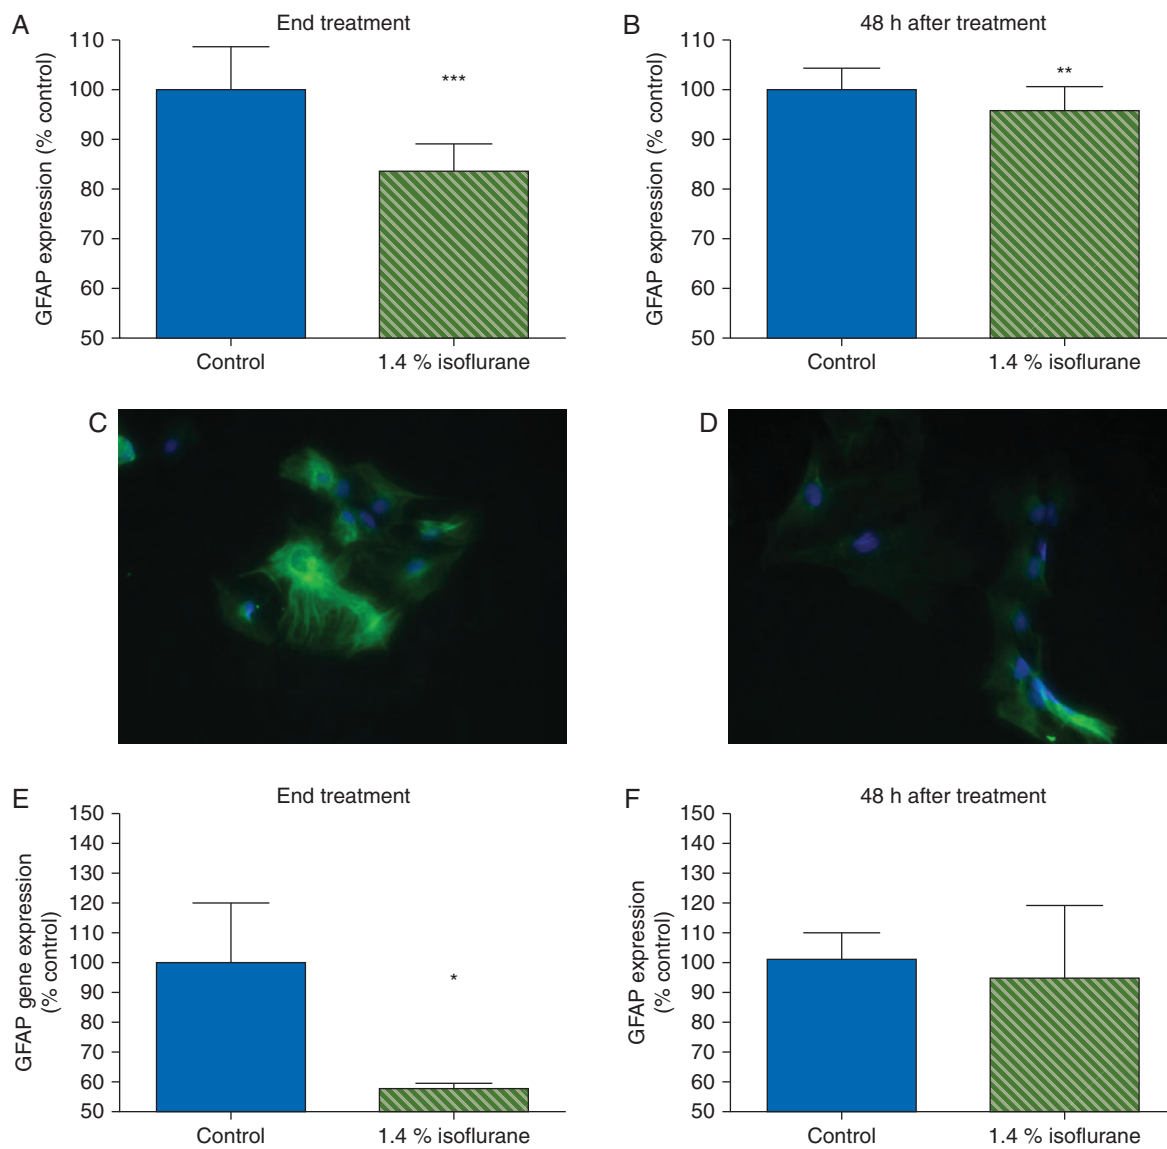 A
End treatment
GFAP expression (% control)
110
100
90
80
70
60
50
***
Control
1.4 % isoflurane
B
48 h after treatment
GFAP expression (% control)
110
100
90
80
70
60
50
**
Control
1.4 % isoflurane
C
D
E
End treatment
GFAP gene expression
(% control)
150
140
130
120
110
100
90
80
70
60
50
*
Control
1.4 % isoflurane
F
48 h after treatment
GFAP expression
(% control)
150
140
130
120
110
100
90
80
70
60
50
Control
1.4 % isoflurane